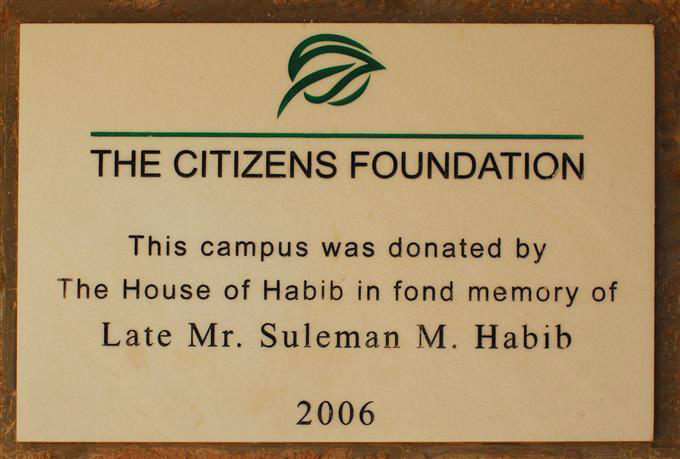 THE CITIZENS FOUNDATION
This campus was donated by
The House of Habib in fond memory of
Late Mr. Suleman M. Habib
2006